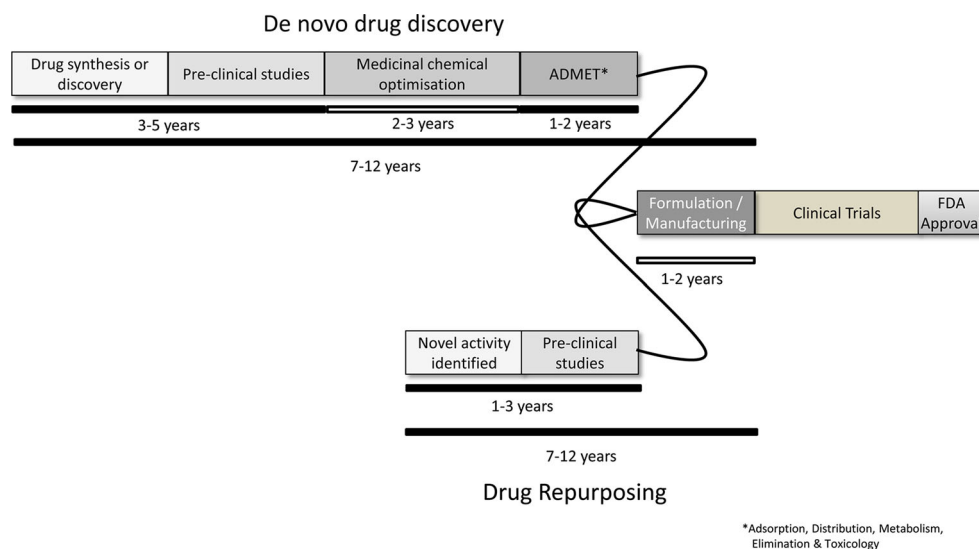 De novo drug discovery
Drug synthesis or
discovery
Pre-clinical studies
Medicinal chemical
optimisation
ADMET*
3-5 years
2-3 years
1-2 years
7-12 years
Formulation /
Manufacturing
Clinical Trials
FDA
Approval
1-2 years
Novel activity
identified
Pre-clinical
studies
1-3 years
7-12 years
Drug Repurposing
*Adsorption, Distribution, Metabolism,
Elimination & Toxicology